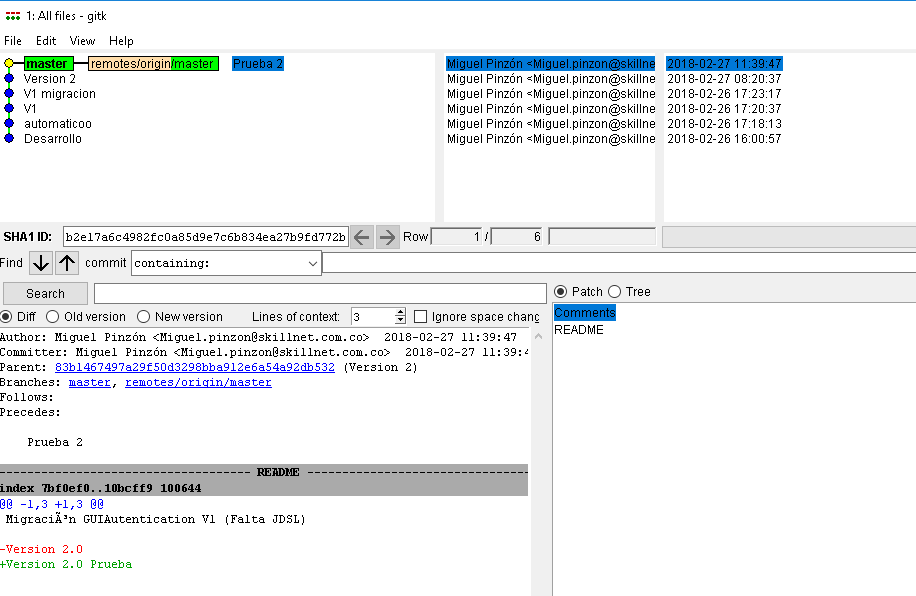 1: All files - gitk
File Edit View Help
master remotes/origin/master Prueba 2 Miguel Pinzón <Miguel.pinzon@skillne 2018-02-27 11:39:47
Version 2 Miguel Pinzón <Miguel.pinzon@skillne 2018-02-27 08:20:37
V1 migracion Miguel Pinzón <Miguel.pinzon@skillne 2018-02-26 17:23:17
V1 Miguel Pinzón <Miguel.pinzon@skillne 2018-02-26 17:20:37
automaticoo Miguel Pinzón <Miguel.pinzon@skillne 2018-02-26 17:18:13
Desarrollo Miguel Pinzón <Miguel.pinzon@skillne 2018-02-26 16:00:57
SHA1 ID: b2e17a6c4982fc0a85d9e7c6b834ea27b9fd772b Row 1 / 6
Find commit containing:
Search
Patch Tree
Diff Old version New version Lines of context: 3 Ignore space chang
Comments
README
Author: Miguel Pinzón <Miguel.pinzon@skillnet.com.co> 2018-02-27 11:39:47
Committer: Miguel Pinzón <Miguel.pinzon@skillnet.com.co> 2018-02-27 11:39:4
Parent: 83b1467497a29f50d3298bba912e6a54a92db532 (Version 2)
Branches: master, remotes/origin/master
Follows:
Precedes:
Prueba 2
README
index 7bf0ef0..10bcff9 100644
@@ -1,3 +1,3 @@
MigraciÃ³n GUIAutentication V1 (Falta JDSL)
-Version 2.0
+Version 2.0 Prueba